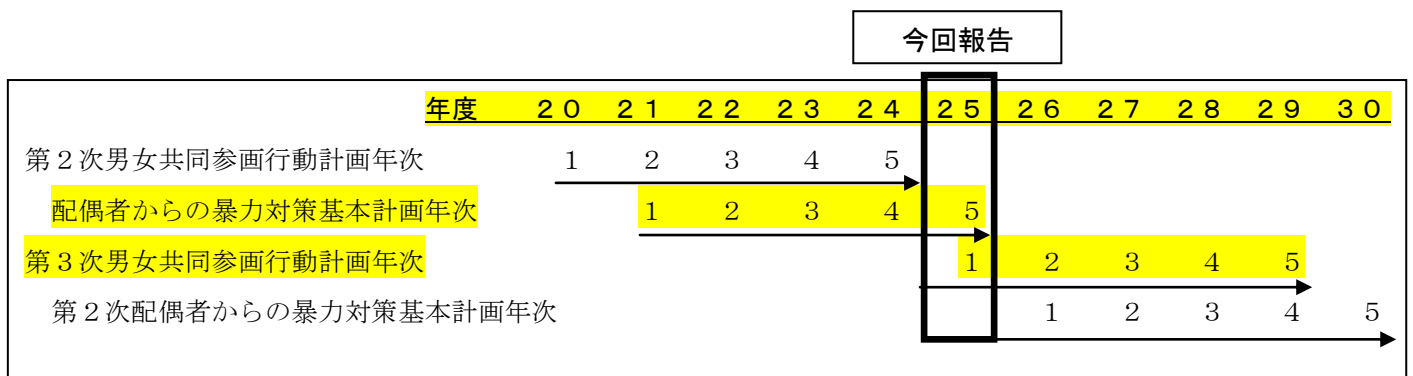 今回報告
年度 20 21 22 23 24 25 26 27 28 29 30
第2次男女共同参画行動計画年次 1 2 3 4 5
配偶者からの暴力対策基本計画年次 1 2 3 4 5
第3次男女共同参画行動計画年次 1 2 3 4 5
第2次配偶者からの暴力対策基本計画年次 1 2 3 4 5